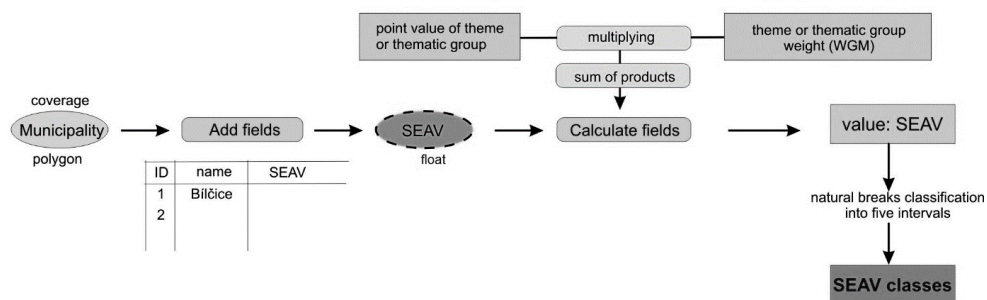 point value of theme
or thematic group
multiplying
theme or thematic group
weight (WGM)
sum of products
coverage
Municipality
polygon
Add fields
SEAV
float
Calculate fields
value: SEAV
ID name SEAV
1 Bílčice
2
natural breaks classification
into five intervals
SEAV classes